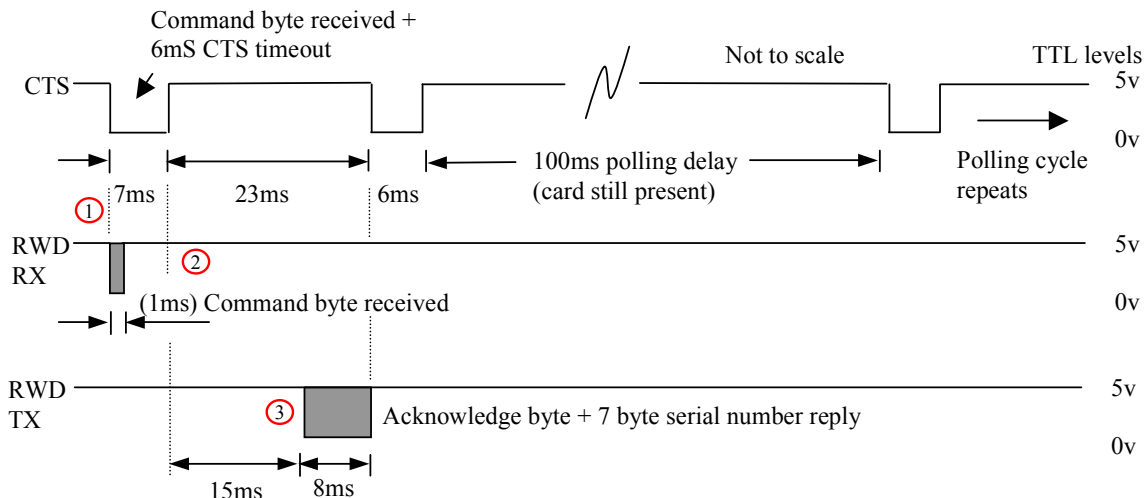 Command byte received +
6mS CTS timeout
Not to scale
TTL levels
CTS
5v
0v
100ms polling delay
(card still present)
Polling cycle
repeats
7ms
23ms
6ms
1
RWD
RX
5v
2
0v
(1ms) Command byte received
RWD
TX
5v
3
Acknowledge byte + 7 byte serial number reply
0v
15ms
8ms